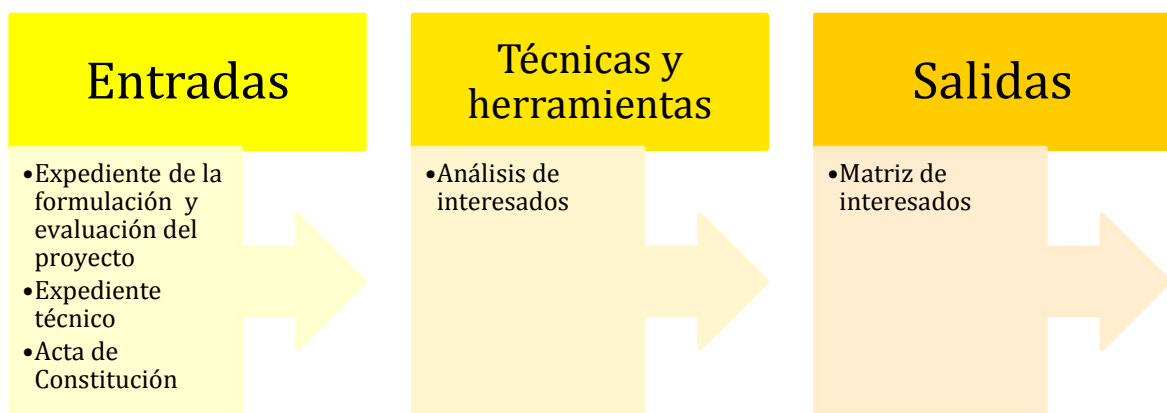 Entradas
•Expediente de la
formulación y
evaluación del
proyecto
•Expediente
técnico
•Acta de
Constitución
Técnicas y
herramientas
•Análisis de
interesados
Salidas
•Matriz de
interesados